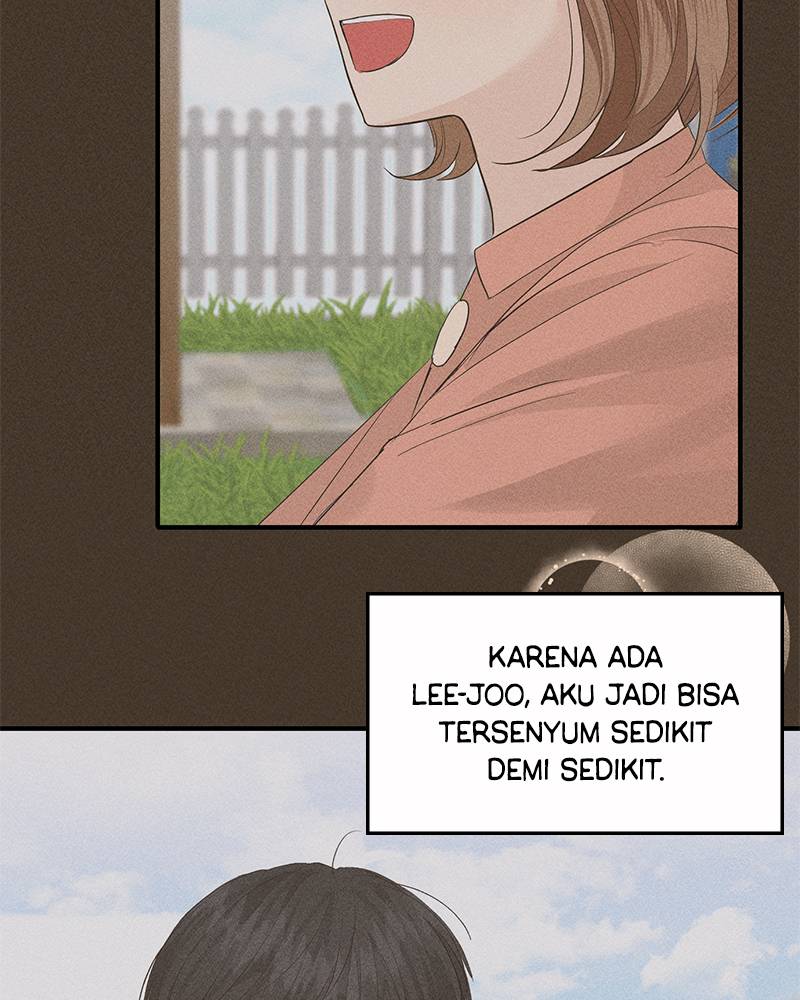 KARENA ADA
LEE-JOO, AKU JADI BISA
TERSENYUM SEDIKIT
DEMI SEDIKIT.